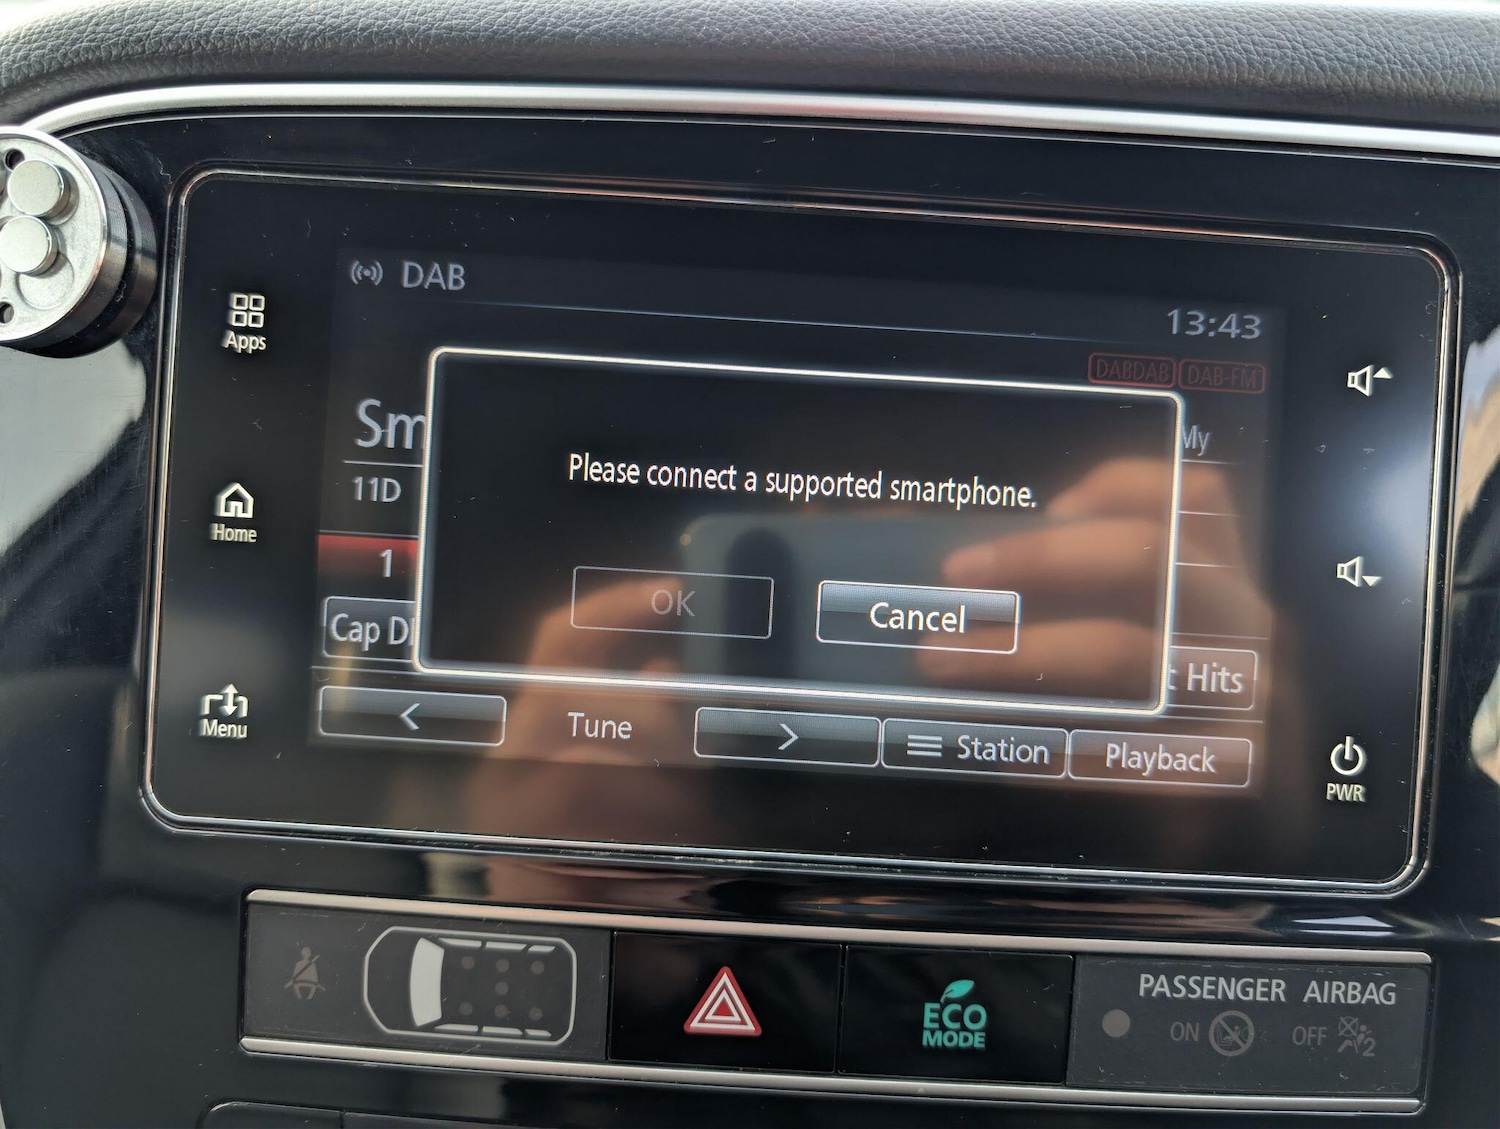 DAB
13:43
Apps
DABDAB DAB-FM
Sm
My
11D
Please connect a supported smartphone.
Home
1
OK
Cancel
Cap D
Hits
Menu
< Tune >
Station
Playback
PWR
PASSENGER AIRBAG
ECO
MODE
ON OFF
2